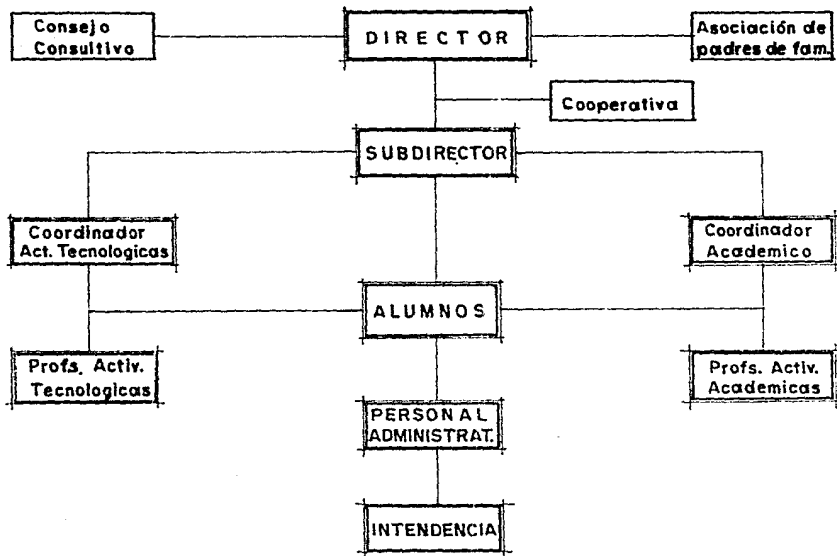 Consejo
Consultivo
DIRECTOR
Asociación de
padres de fam.
Cooperativa
SUBDIRECTOR
Coordinador
Act. Tecnologicas
Coordinador
Academico
ALUMNOS
Profs. Activ.
Tecnologicas
Profs. Activ.
Academicas
PERSONAL
ADMINISTRAT.
INTENDENCIA